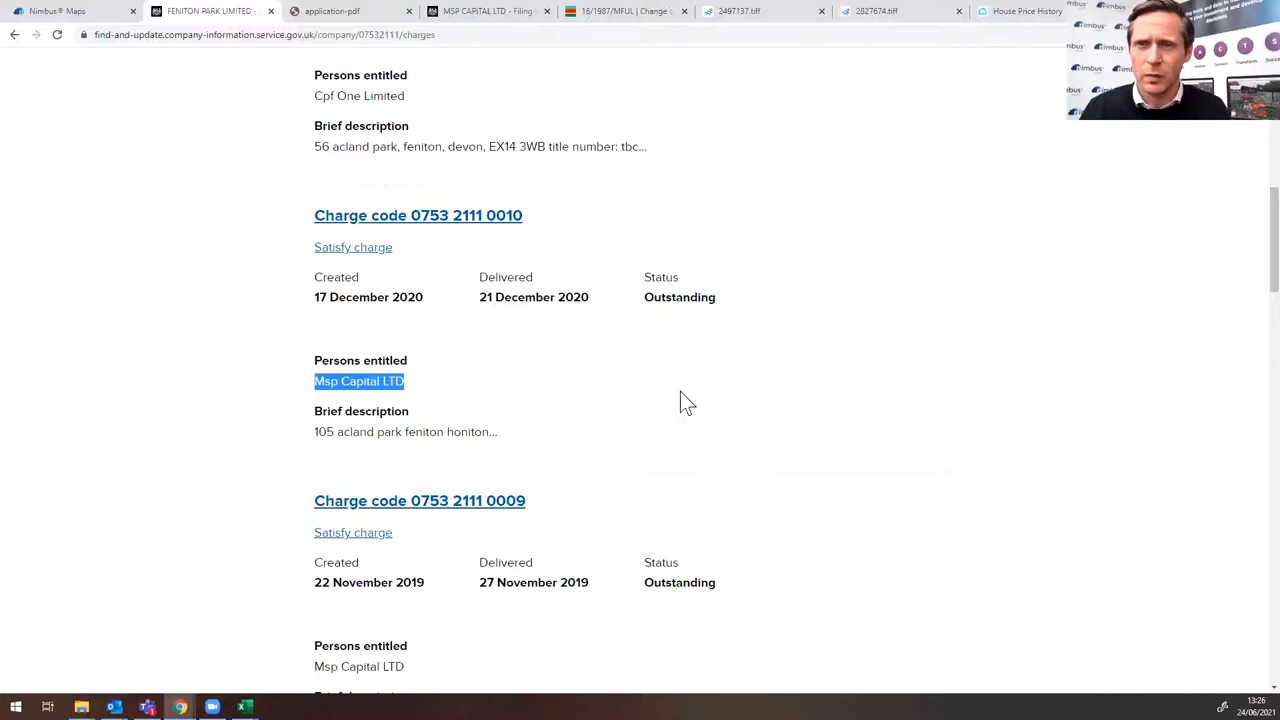 Nimbus® Maps
FENITON PARK LIMITED -
application-pdf
MSP CAPITAL LTD - Filing
16/1987/MFUL | Change o
2497137.tiff
2827674.tiff
House Price History
find-and-update.company-information.service.gov.uk/company/07532111/charges
Persons entitled
Cpf One Limited
Brief description
56 acland park, feniton, devon, EX14 3WB title number: tbc...
Charge code 0753 2111 0010
Satisfy charge
Created
Delivered
Status
17 December 2020
21 December 2020
Outstanding
Persons entitled
Msp Capital LTD
Brief description
105 acland park feniton honiton...
Charge code 0753 2111 0009
Satisfy charge
Created
Delivered
Status
22 November 2019
27 November 2019
Outstanding
Persons entitled
Msp Capital LTD
13:26
24/06/2021